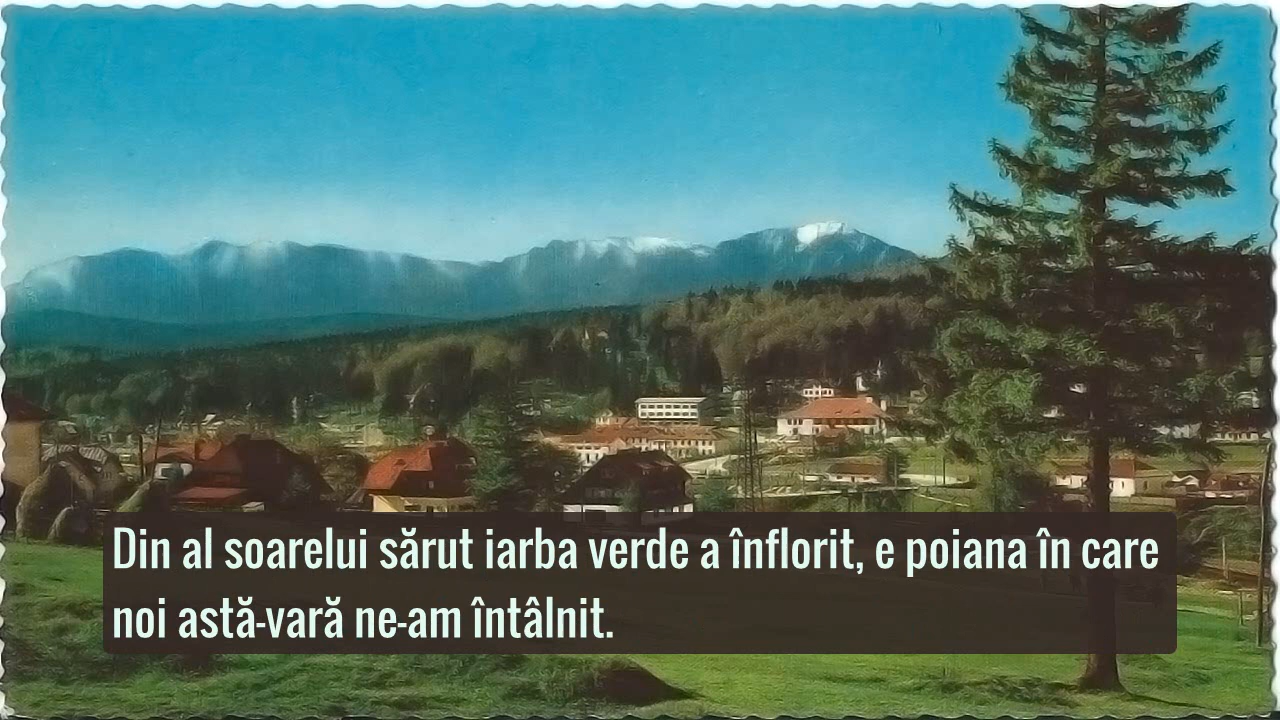 Din al soarelui sărut iarba verde a înflorit, e poiana în care
noi astă-vară ne-am întâlnit.